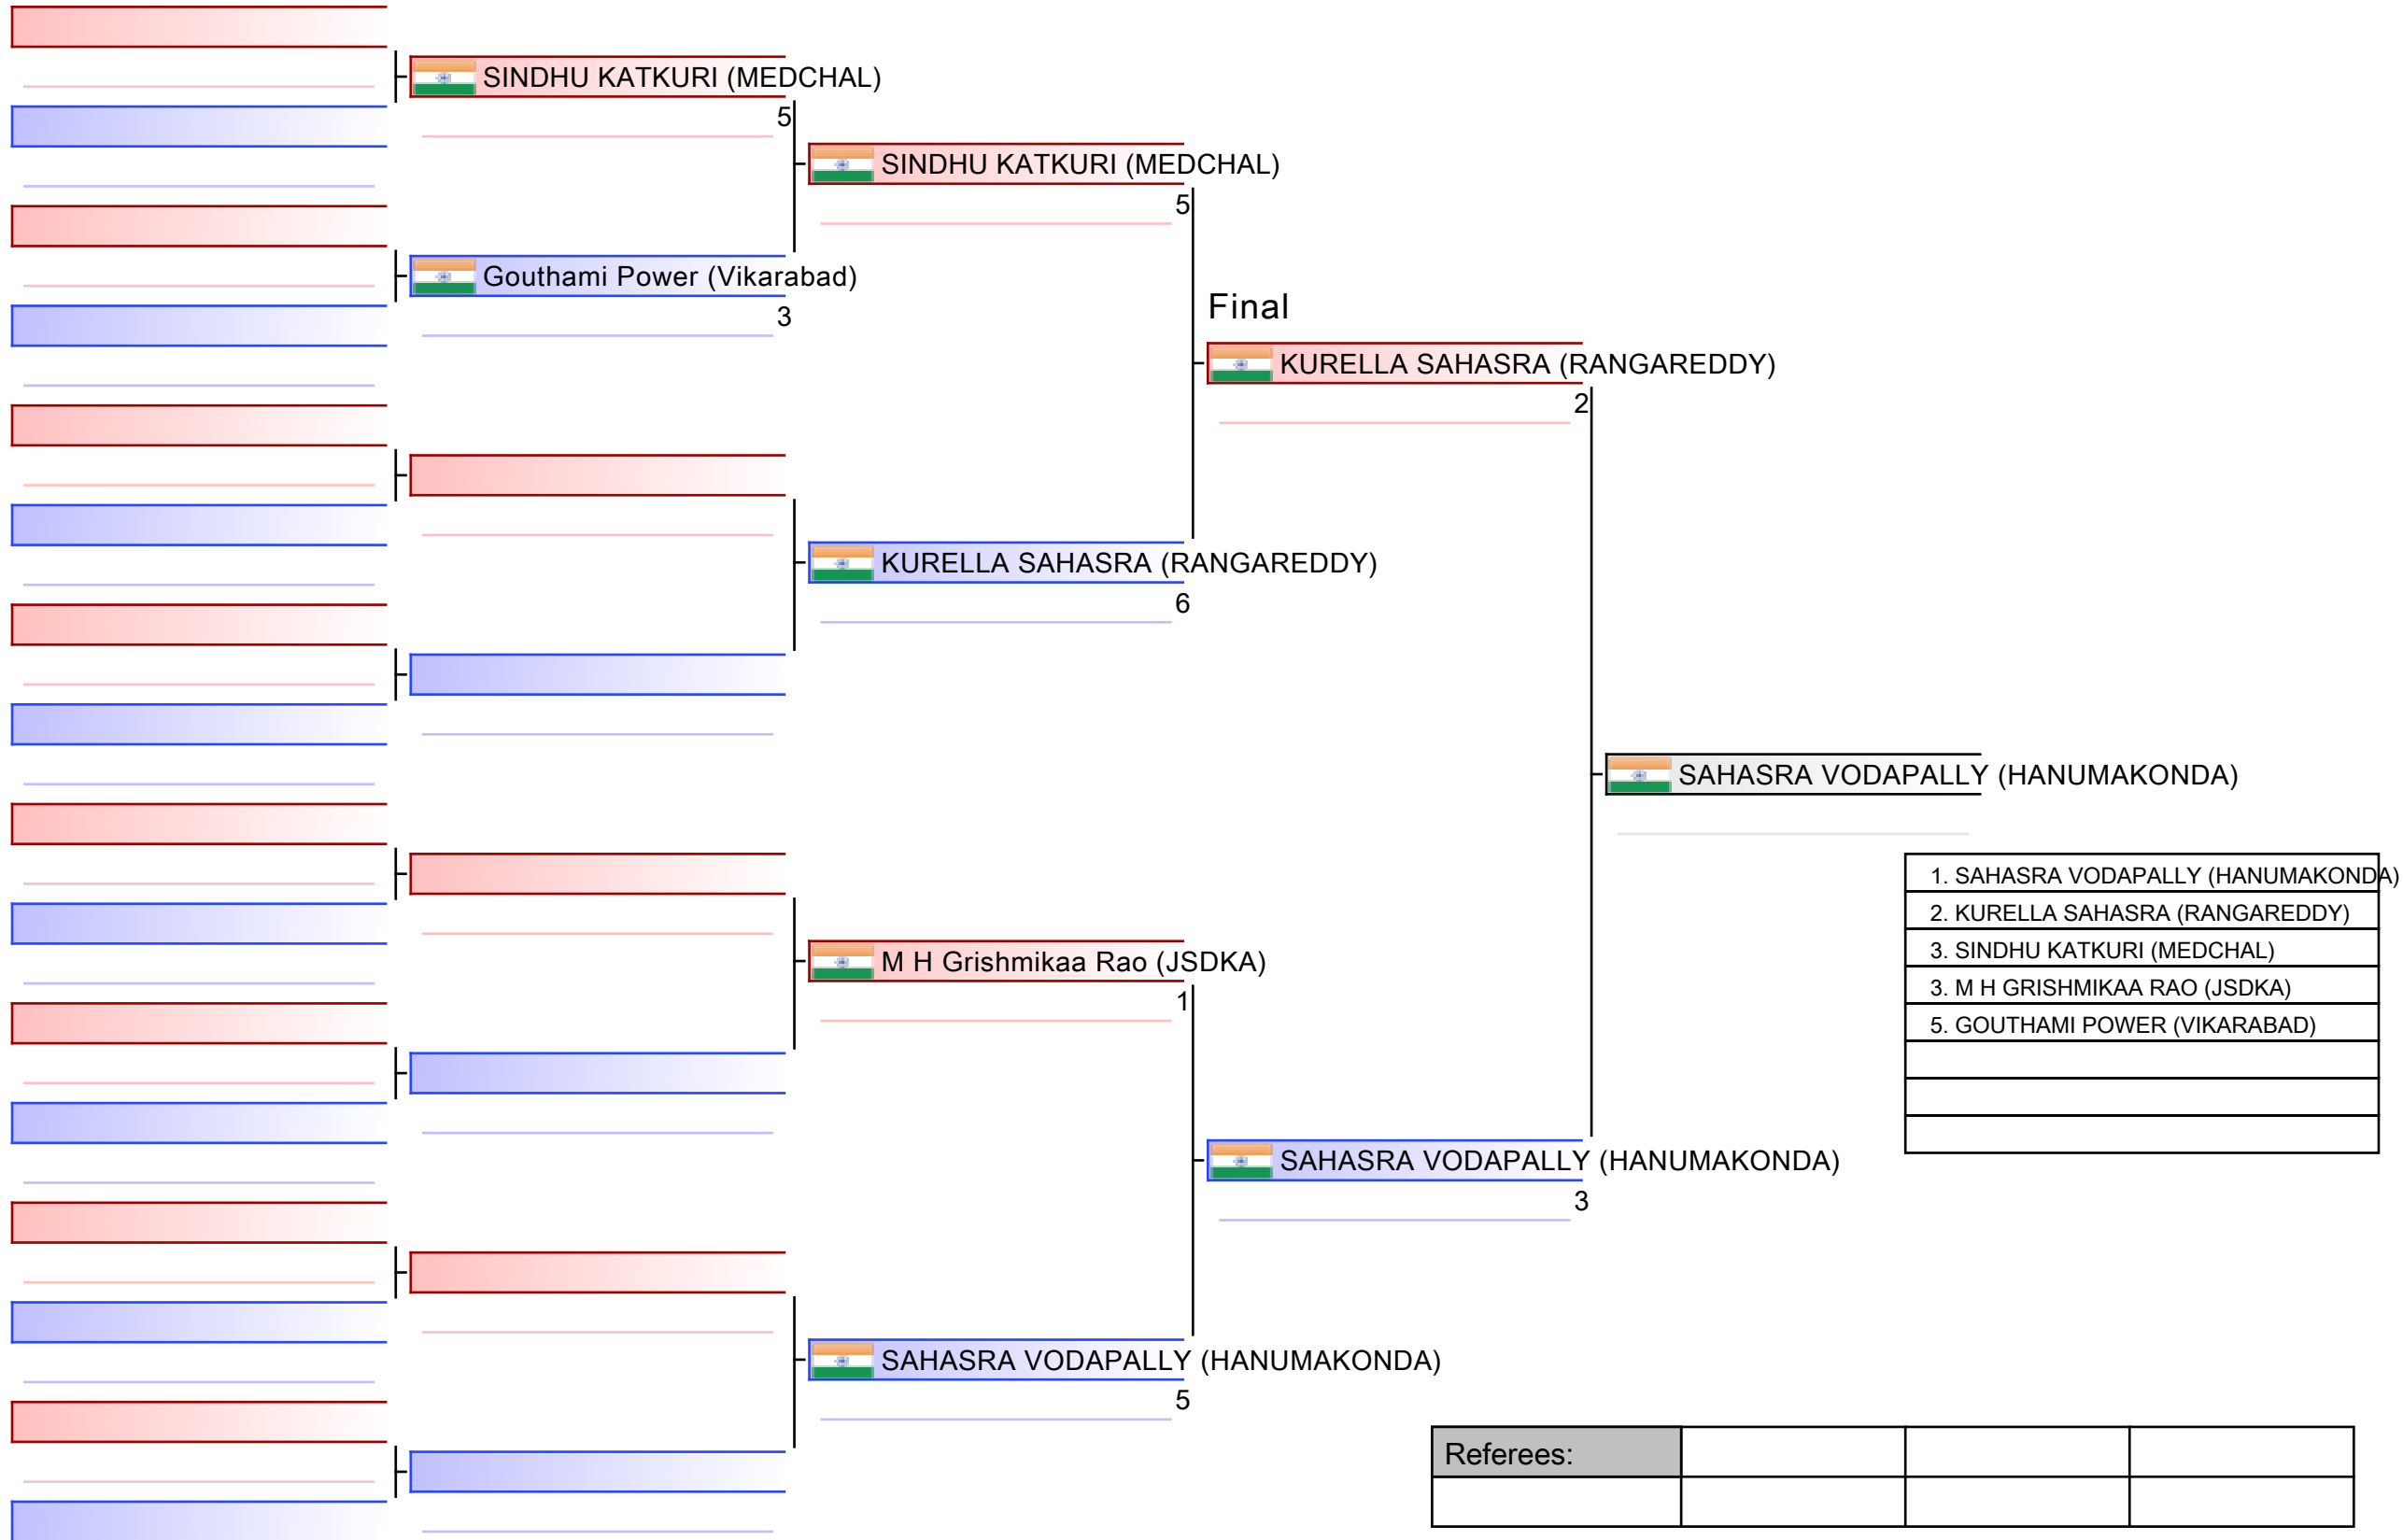 SINDHU KATKURI (MEDCHAL)
5
Gouthami Power (Vikarabad)
3
SINDHU KATKURI (MEDCHAL)
5
KURELLA SAHASRA (RANGAREDDY)
6
M H Grishmikaa Rao (JSDKA)
1
SAHASRA VODAPALLY (HANUMAKONDA)
5
Final
KURELLA SAHASRA (RANGAREDDY)
2
SAHASRA VODAPALLY (HANUMAKONDA)
3
SAHASRA VODAPALLY (HANUMAKONDA)
1. SAHASRA VODAPALLY (HANUMAKONDA)
2. KURELLA SAHASRA (RANGAREDDY)
3. SINDHU KATKURI (MEDCHAL)
3. M H GRISHMIKAA RAO (JSDKA)
5. GOUTHAMI POWER (VIKARABAD)
Referees: